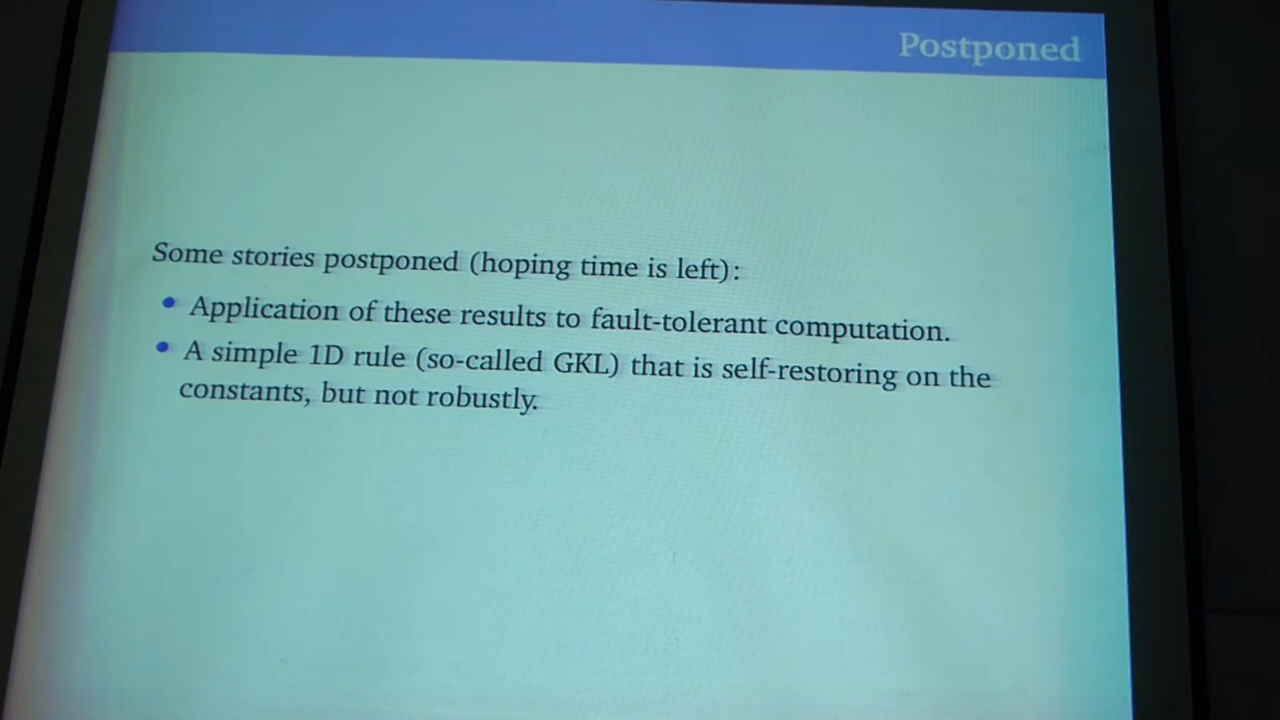 Postponed
Some stories postponed (hoping time is left):
• Application of these results to fault-tolerant computation.
• A simple 1D rule (so-called GKL) that is self-restoring on the
constants, but not robustly.